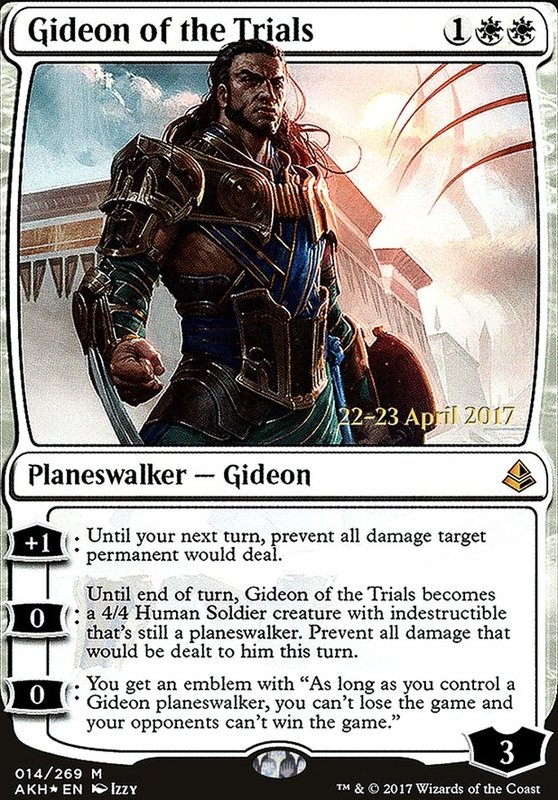 Gideon of the Trials 1
22-23 April 2017
Planeswalker — Gideon
+1 : Until your next turn, prevent all damage target
permanent would deal.
Until end of turn, Gideon of the Trials becomes
0 : a 4/4 Human Soldier creature with indestructible
that's still a planeswalker. Prevent all damage that
would be dealt to him this turn.
0 : You get an emblem with “As long as you control a
Gideon planeswalker, you can't lose the game and
your opponents can't win the game.”
3
014/269 M
AKH★EN Izzy
™ & © 2017 Wizards of the Coast